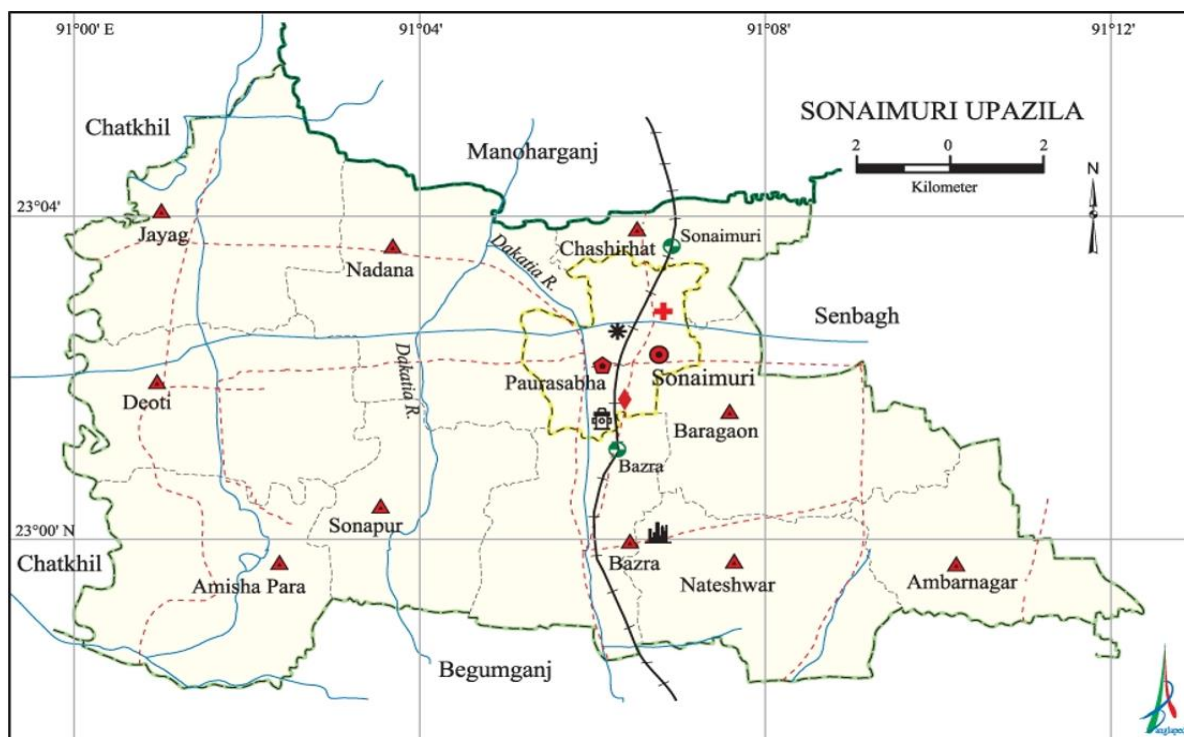 91°00' E
91°04'
91°08'
91°12'
SONAIMURI UPAZILA
2 0 2
Kilometer
N
Chatkhil
Manoharganj
23°04'
Jayag
Nadana
Chashirhat
Sonaimuri
Dakatia R.
Senbagh
Dakatia R.
Paurasabha
Sonaimuri
Deoti
Baragaon
Bazra
Sonapur
23°00' N
Chatkhil
Amisha Para
Bazra
Nateshwar
Ambarnagar
Begumganj